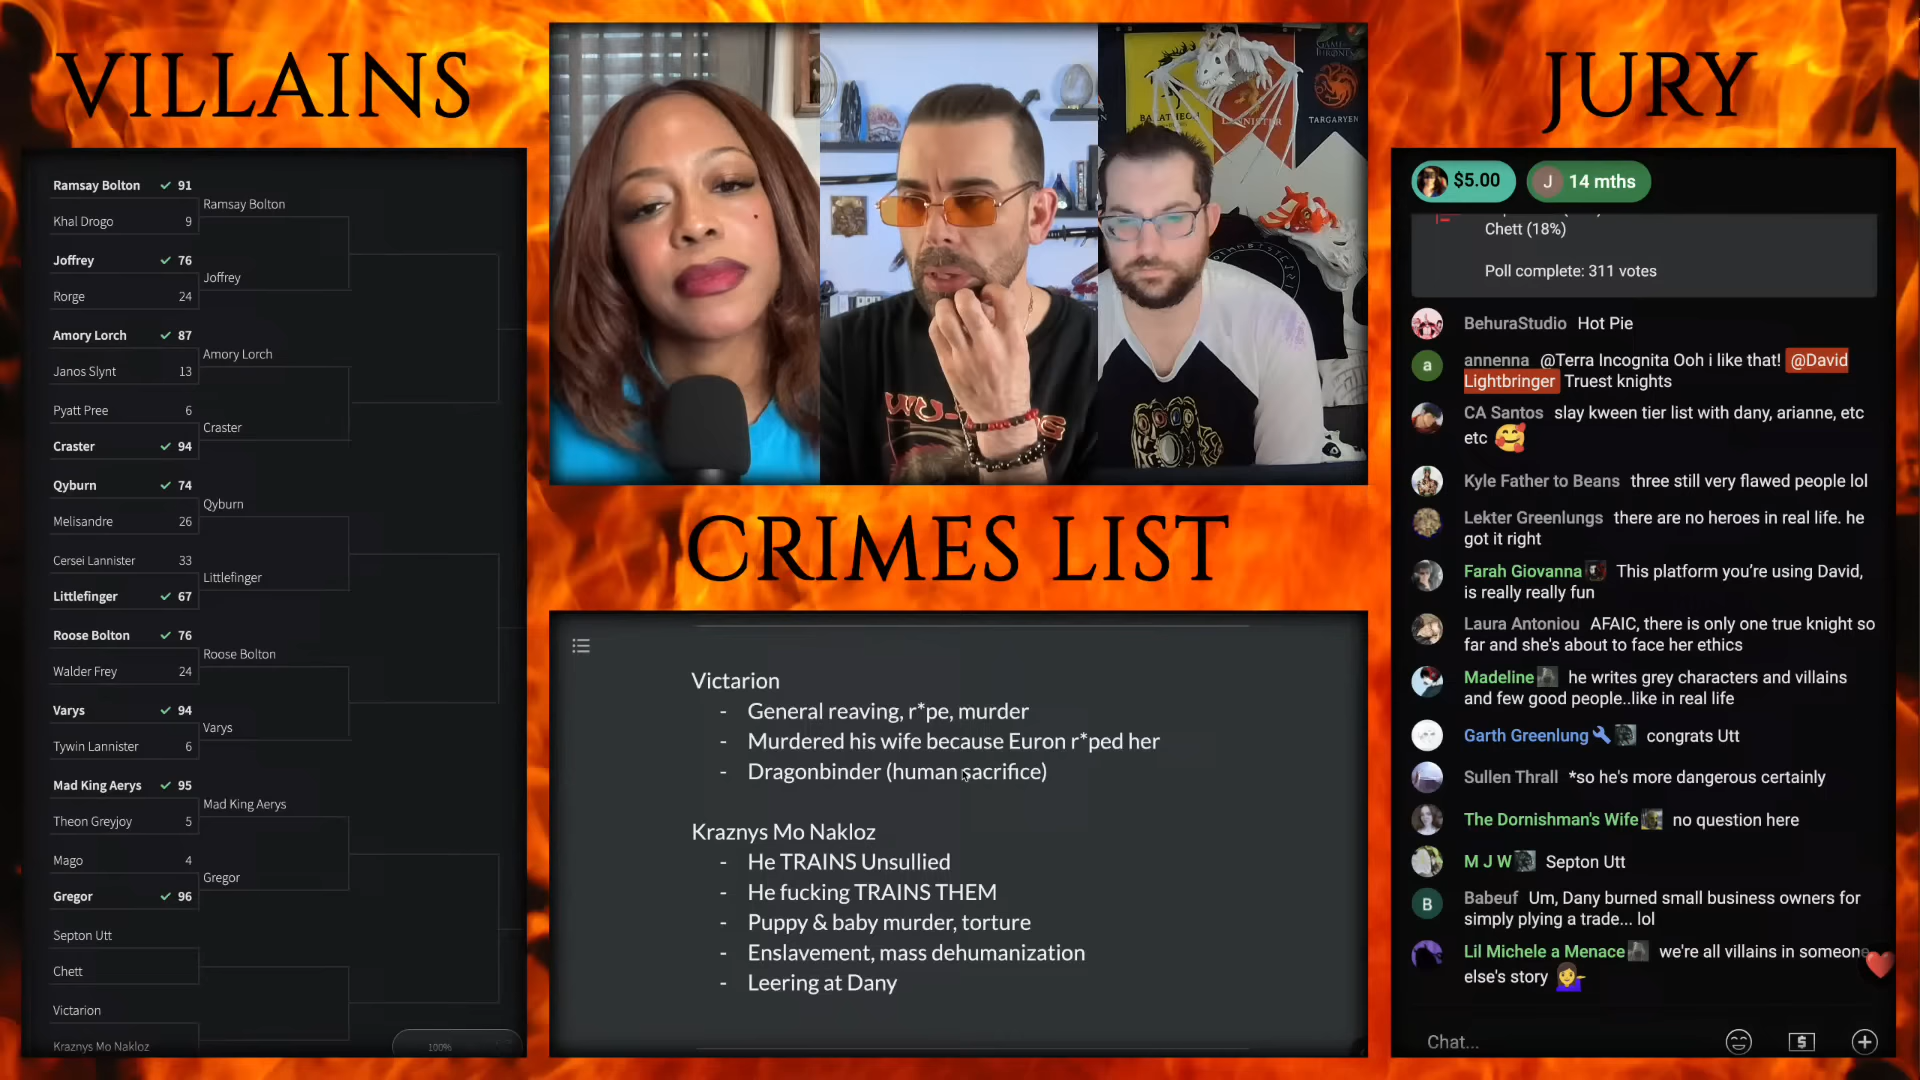 VILLAINS
Ramsay Bolton ✓ 91
Khal Drogo 9
Ramsay Bolton
Joffrey ✓ 76
Rorge 24
Joffrey
Amory Lorch ✓ 87
Janos Slynt 13
Amory Lorch
Pyatt Pree 6
Craster ✓ 94
Craster
Qyburn ✓ 74
Melisandre 26
Qyburn
Cersei Lannister 33
Littlefinger ✓ 67
Littlefinger
Roose Bolton ✓ 76
Walder Frey 24
Roose Bolton
Varys ✓ 94
Tywin Lannister 6
Varys
Mad King Aerys ✓ 95
Theon Greyjoy 5
Mad King Aerys
Mago 4
Gregor ✓ 96
Gregor
Septon Utt
Chett
Victarion
Kraznys Mo Nakloz
100%
GAME
THRONES
BARATHEON
LANNISTER
TARGARYEN
CRIMES LIST
Victarion
- General reaving, r*pe, murder
- Murdered his wife because Euron r*ped her
- Dragonbinder (human sacrifice)
Kraznys Mo Nakloz
- He TRAINS Unsullied
- He fucking TRAINS THEM
- Puppy & baby murder, torture
- Enslavement, mass dehumanization
- Leering at Dany
JURY
$5.00
J 14 mths
Chett (18%)
Poll complete: 311 votes
BehuraStudio Hot Pie
a annenna @Terra Incognita Ooh i like that! @David
Lightbringer Truest knights
CA Santos slay kween tier list with dany, arianne, etc
etc 🥰
Kyle Father to Beans three still very flawed people lol
Lekter Greenlungs there are no heroes in real life. he
got it right
Farah Giovanna This platform you're using David,
is really really fun
Laura Antoniou AFAIC, there is only one true knight so
far and she's about to face her ethics
Madeline he writes grey characters and villains
and few good people..like in real life
Garth Greenlung congrats Utt
Sullen Thrall *so he's more dangerous certainly
The Dornishman's Wife no question here
M J W Septon Utt
B Babeuf Um, Dany burned small business owners for
simply plying a trade... lol
Lil Michele a Menace we're all villains in someone
else's story 💁‍♀️
Chat...